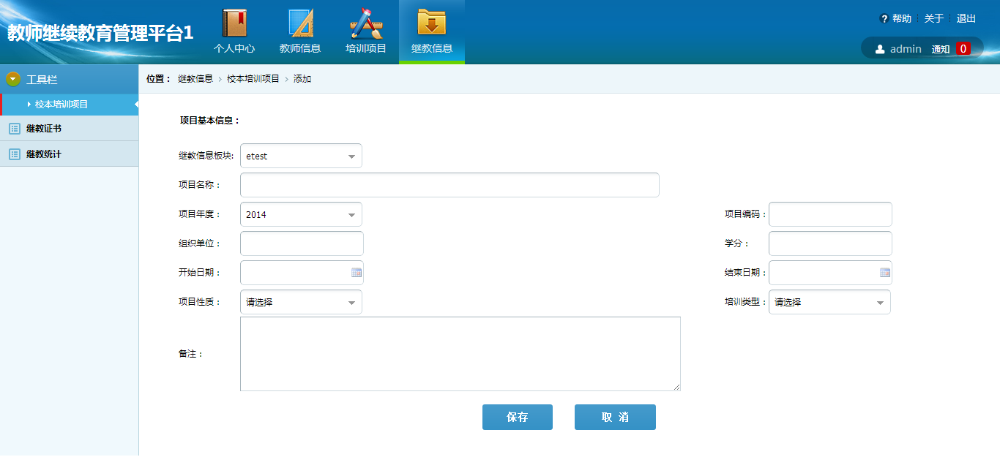 教师继续教育管理平台1
个人中心 教师信息 培训项目 继教信息
帮助 关于 退出
admin 通知 0
工具栏
校本培训项目
继教证书
继教统计
位置： 继教信息 › 校本培训项目 › 添加
项目基本信息：
继教信息板块: etest
项目名称：
项目年度： 2014 项目编码：
组织单位： 学分：
开始日期： 结束日期：
项目性质： 请选择 培训类型： 请选择
备注：
保存 取 消